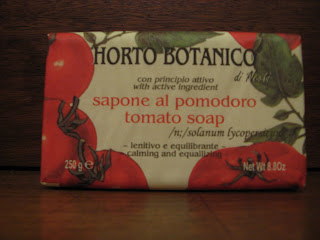 HORTO BOTANICO
di
con principio attivo
with active ingredient
sapone al pomodoro
tomato soap
/n;/solanum
– lenitivo e equilibrante –
calming and equalizing
250 g e
Net Wt 8.8Oz